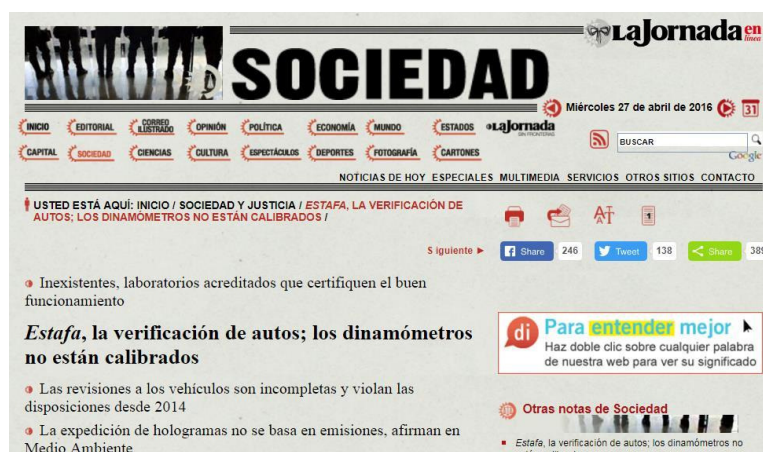 LaJornada en línea
SOCIEDAD
Miércoles 27 de abril de 2016
31
INICIO EDITORIAL CORREO ILUSTRADO OPINIÓN POLÍTICA ECONOMÍA MUNDO ESTADOS LaJornada SIN FRONTERAS
CAPITAL SOCIEDAD CIENCIAS CULTURA ESPECTÁCULOS DEPORTES FOTOGRAFÍA CARTONES
BUSCAR
Google
NOTICIAS DE HOY ESPECIALES MULTIMEDIA SERVICIOS OTROS SITIOS CONTACTO
USTED ESTÁ AQUÍ: INICIO / SOCIEDAD Y JUSTICIA / ESTAFA, LA VERIFICACIÓN DE
AUTOS; LOS DINAMÓMETROS NO ESTÁN CALIBRADOS /
Siguiente
Share 246 Tweet 138 Share 389
Inexistentes, laboratorios acreditados que certifiquen el buen
funcionamiento
Estafa, la verificación de autos; los dinamómetros
no están calibrados
Las revisiones a los vehículos son incompletas y violan las
disposiciones desde 2014
La expedición de hologramas no se basa en emisiones, afirman en
Medio Ambiente
di Para entender mejor
Haz doble clic sobre cualquier palabra
de nuestra web para ver su significado
Otras notas de Sociedad
Estafa, la verificación de autos; los dinamómetros no